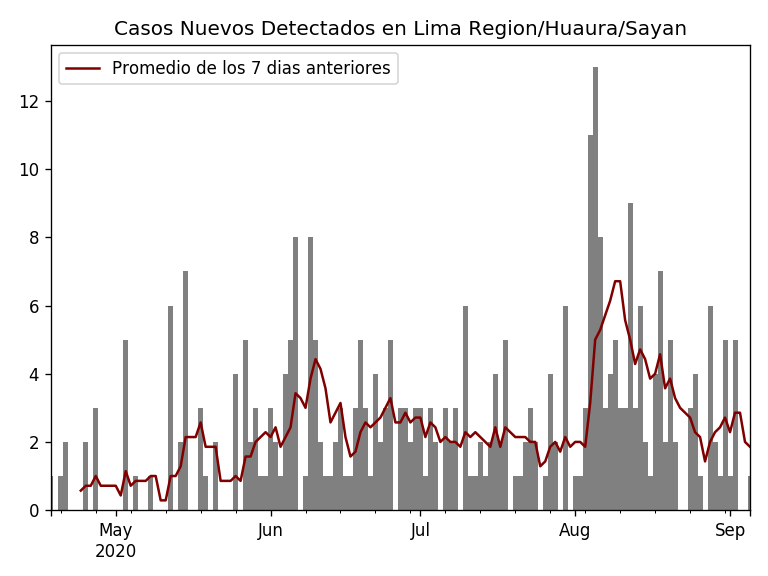 Casos Nuevos Detectados en Lima Region/Huaura/Sayan
Promedio de los 7 dias anteriores
12
10
8
6
4
2
0
May Jun Jul Aug Sep
2020